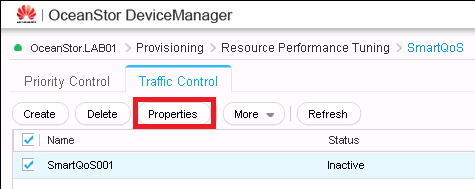 HUAWEI OceanStor DeviceManager
OceanStor.LAB01 Provisioning Resource Performance Tuning SmartQoS
Priority Control Traffic Control
Create Delete Properties More Refresh
Name Status
SmartQoS001 Inactive